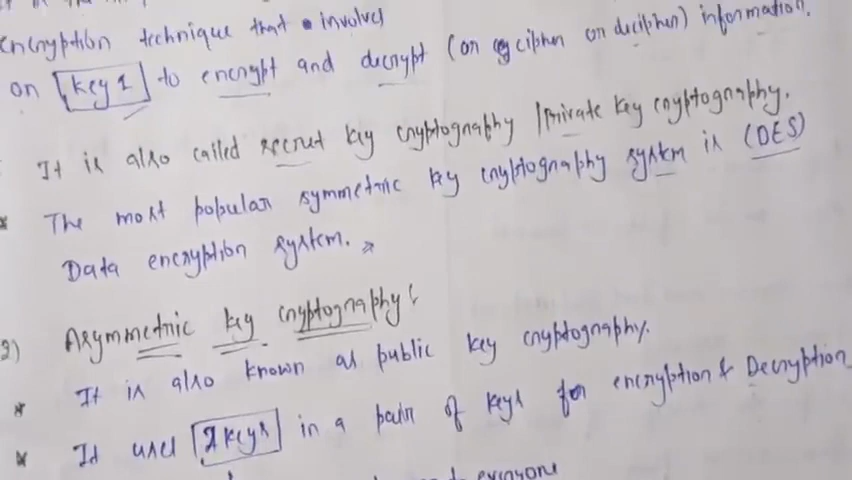 encryption technique that involves
on key 1 to encrypt and decrypt (or cipher or decipher) information.
It is also called secret key cryptography / Private key cryptography.
* The most popular symmetric key cryptography system is (DES)
Data encryption system.
2) Asymmetric key cryptography:
* It is also known as public key cryptography.
* It uses 2 keys in a pair of keys for encryption & Decryption
everyone